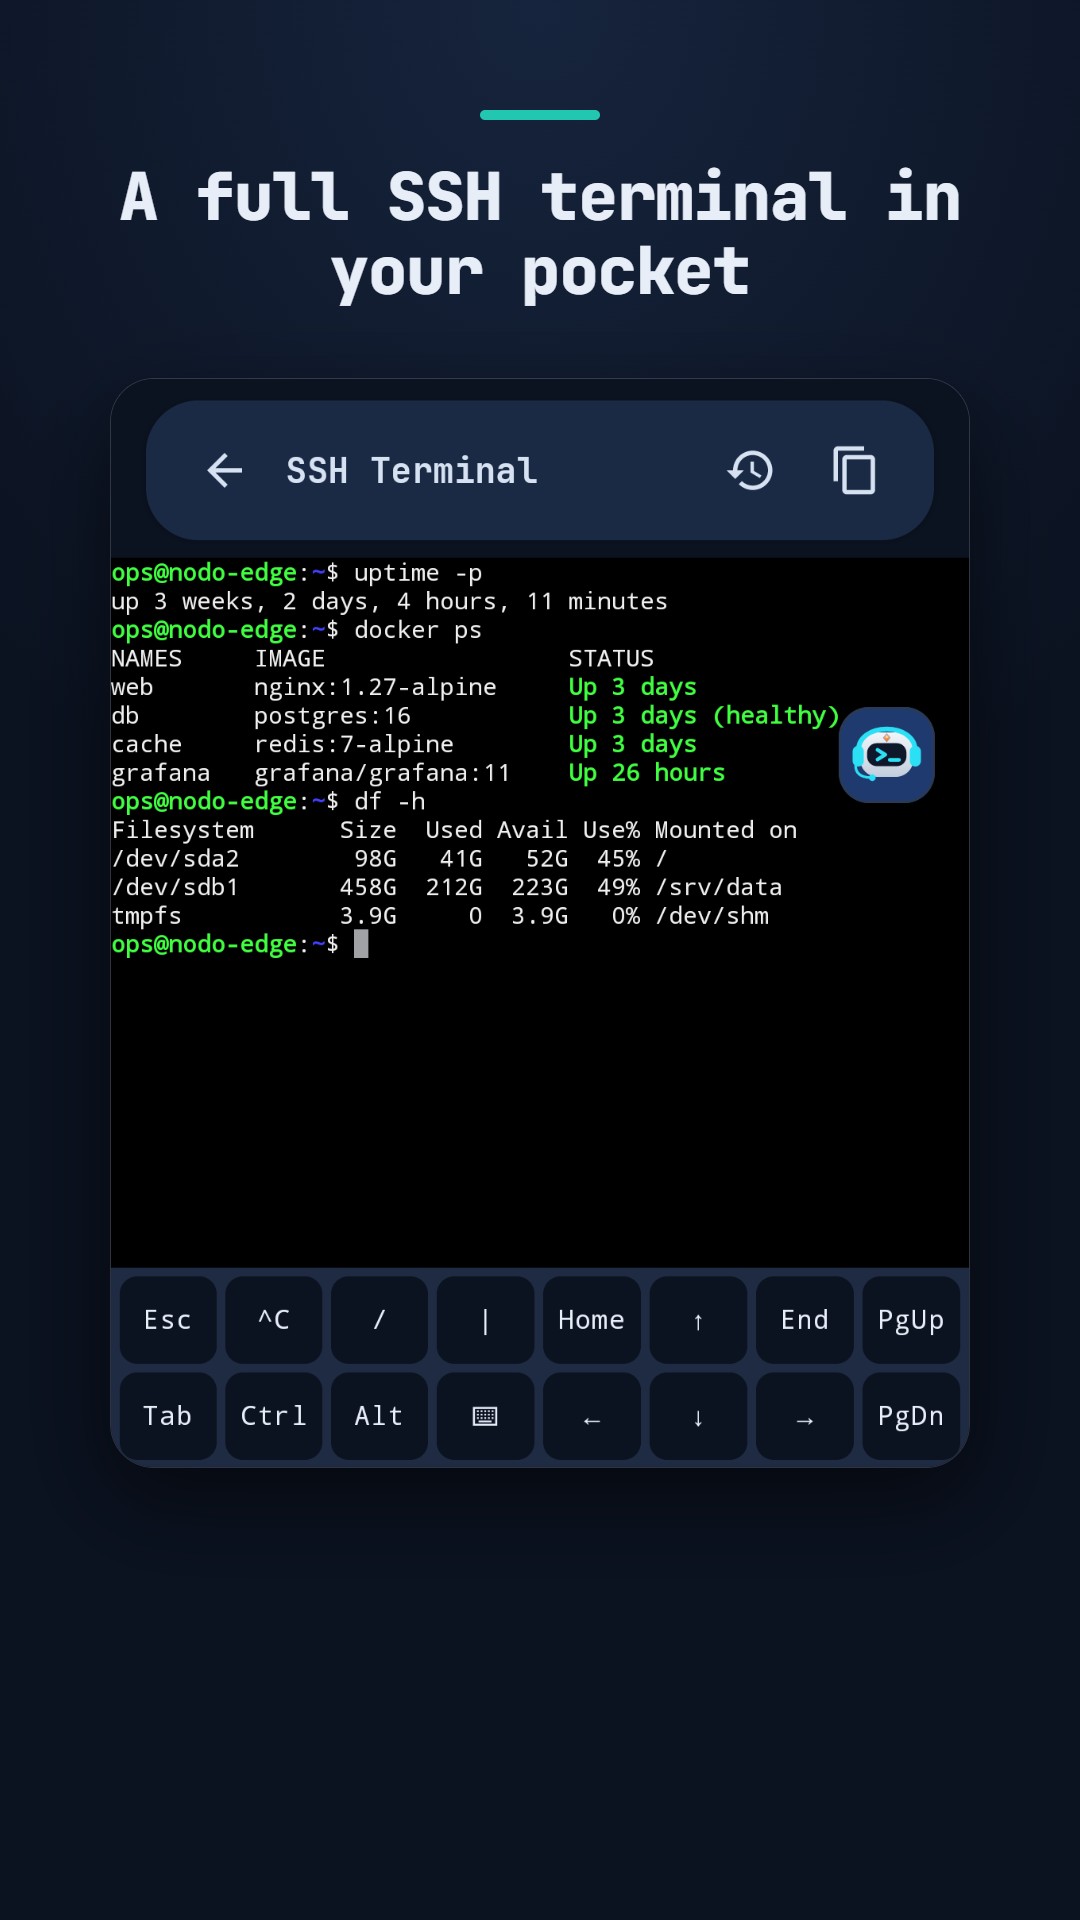 A full SSH terminal in
your pocket
SSH Terminal
ops@nodo-edge:~$ uptime -p
up 3 weeks, 2 days, 4 hours, 11 minutes
ops@nodo-edge:~$ docker ps
NAMES     IMAGE                 STATUS
web       nginx:1.27-alpine     Up 3 days
db        postgres:16           Up 3 days (healthy)
cache     redis:7-alpine        Up 3 days
grafana   grafana/grafana:11    Up 26 hours
ops@nodo-edge:~$ df -h
Filesystem      Size  Used Avail Use% Mounted on
/dev/sda2        98G   41G   52G  45% /
/dev/sdb1       458G  212G  223G  49% /srv/data
tmpfs           3.9G     0  3.9G   0% /dev/shm
ops@nodo-edge:~$
Esc ^C / | Home ↑ End PgUp
Tab Ctrl Alt ⌨ ← ↓ → PgDn